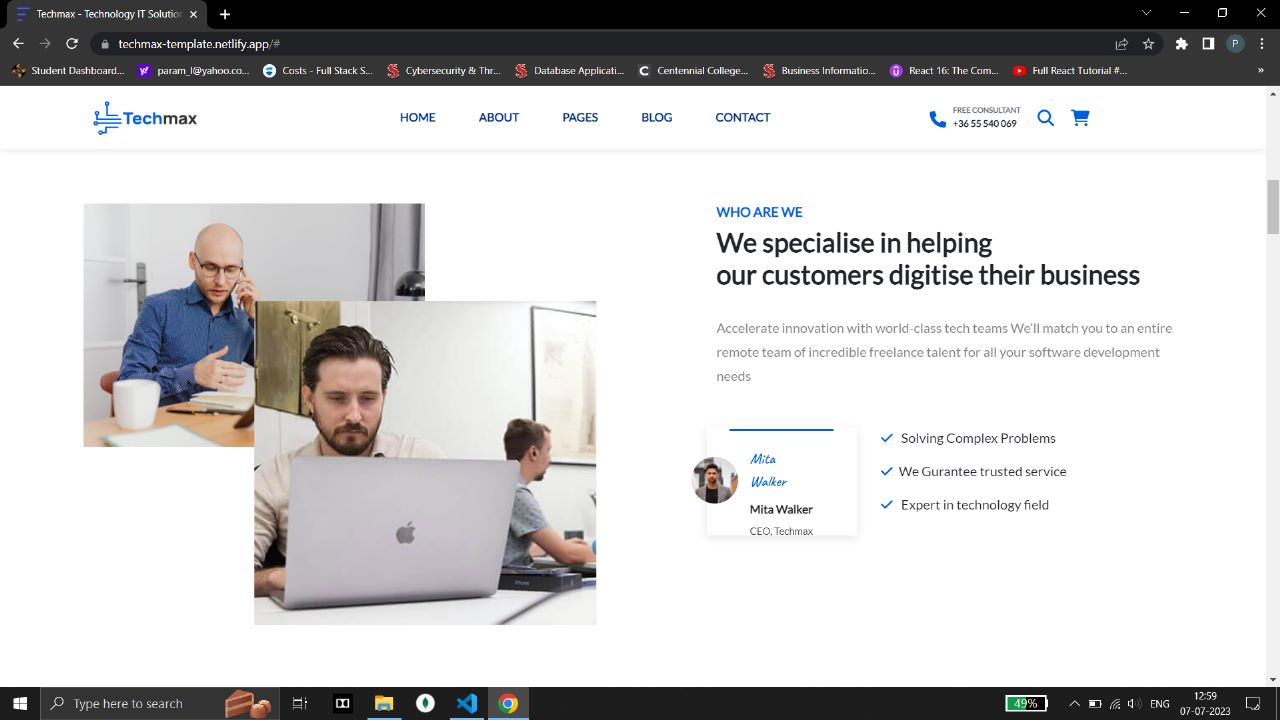 Techmax - Technology IT Solution
techmax-template.netlify.app/#
Student Dashboard...
param_l@yahoo.co...
Costs - Full Stack S...
Cybersecurity & Thr...
Database Applicati...
Centennial College...
Business Informatio...
React 16: The Com...
Full React Tutorial #...
»
P
Techmax
HOME
ABOUT
PAGES
BLOG
CONTACT
FREE CONSULTANT
+36 55 540 069
WHO ARE WE
We specialise in helping
our customers digitise their business
Accelerate innovation with world-class tech teams We'll match you to an entire
remote team of incredible freelance talent for all your software development
needs
Mita
Walker
Mita Walker
CEO, Techmax
Solving Complex Problems
We Gurantee trusted service
Expert in technology field
iPhone
Type here to search
49%
ENG
12:59
07-07-2023